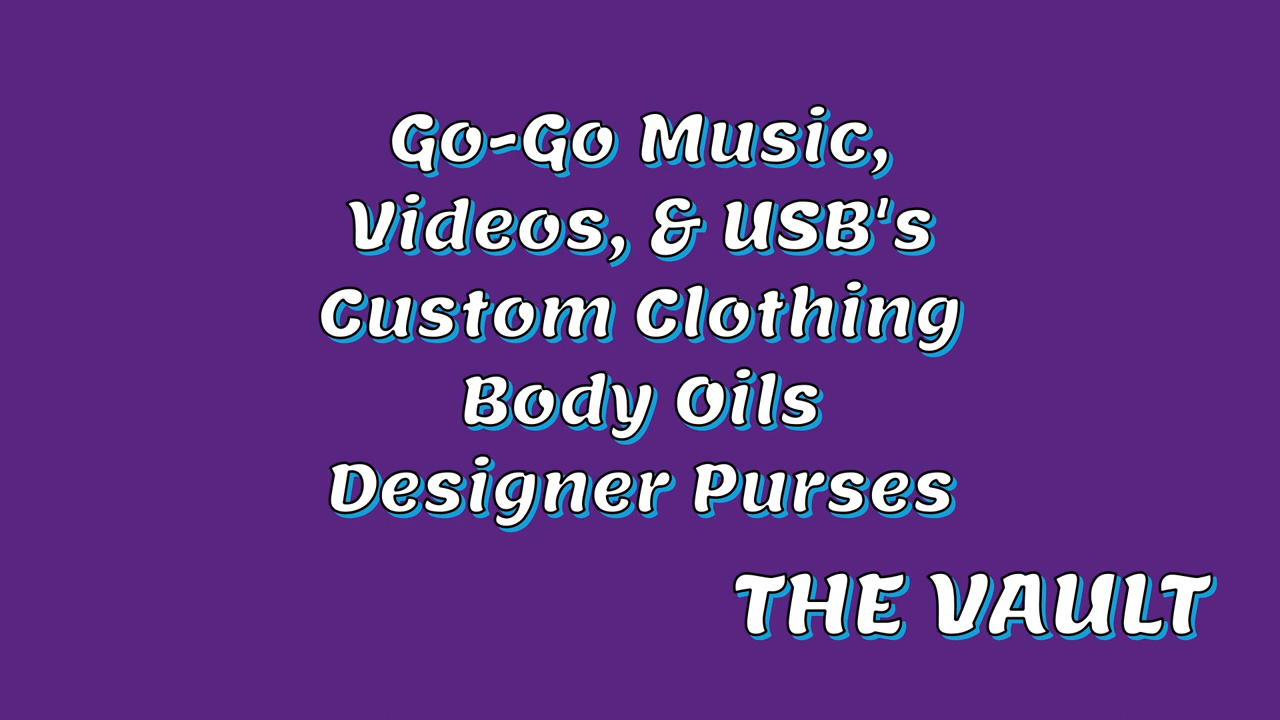 Go-Go Music,
Videos, & USB's
Custom Clothing
Body Oils
Designer Purses
THE VAULT